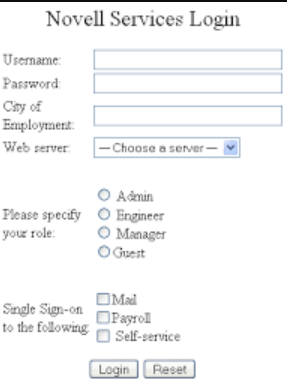 Novell Services Login
Username:
Password:
City of
Employment:
Web server:
— Choose a server —
Please specify
your role:
Admin
Engineer
Manager
Guest
Single Sign-on
to the following:
Mail
Payroll
Self-service
Login Reset